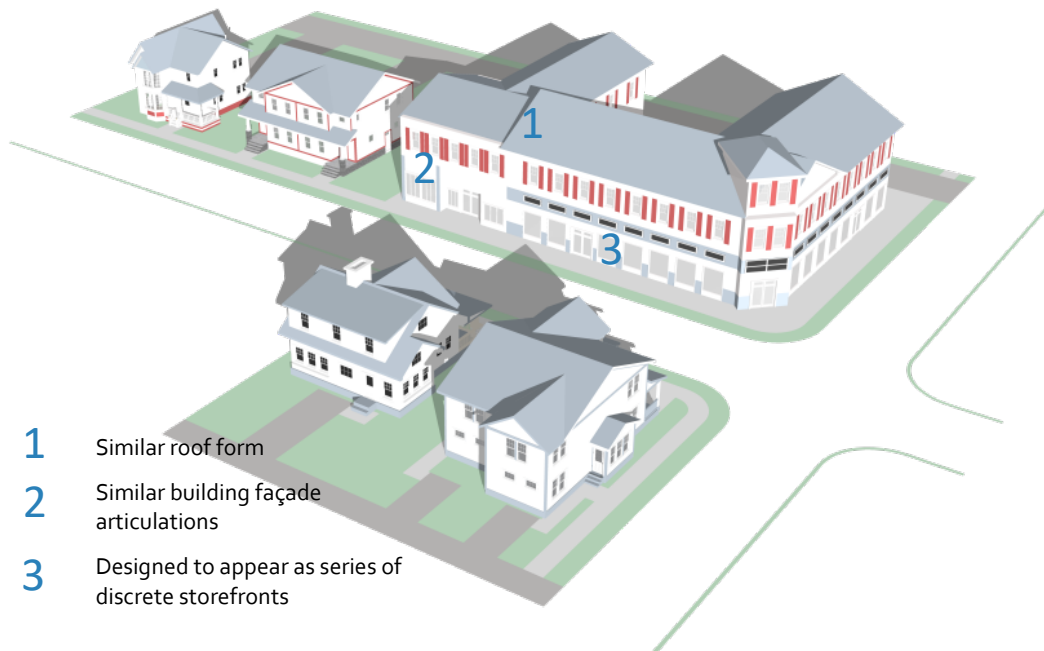 1
2
3
1 Similar roof form
2 Similar building façade
articulations
3 Designed to appear as series of
discrete storefronts